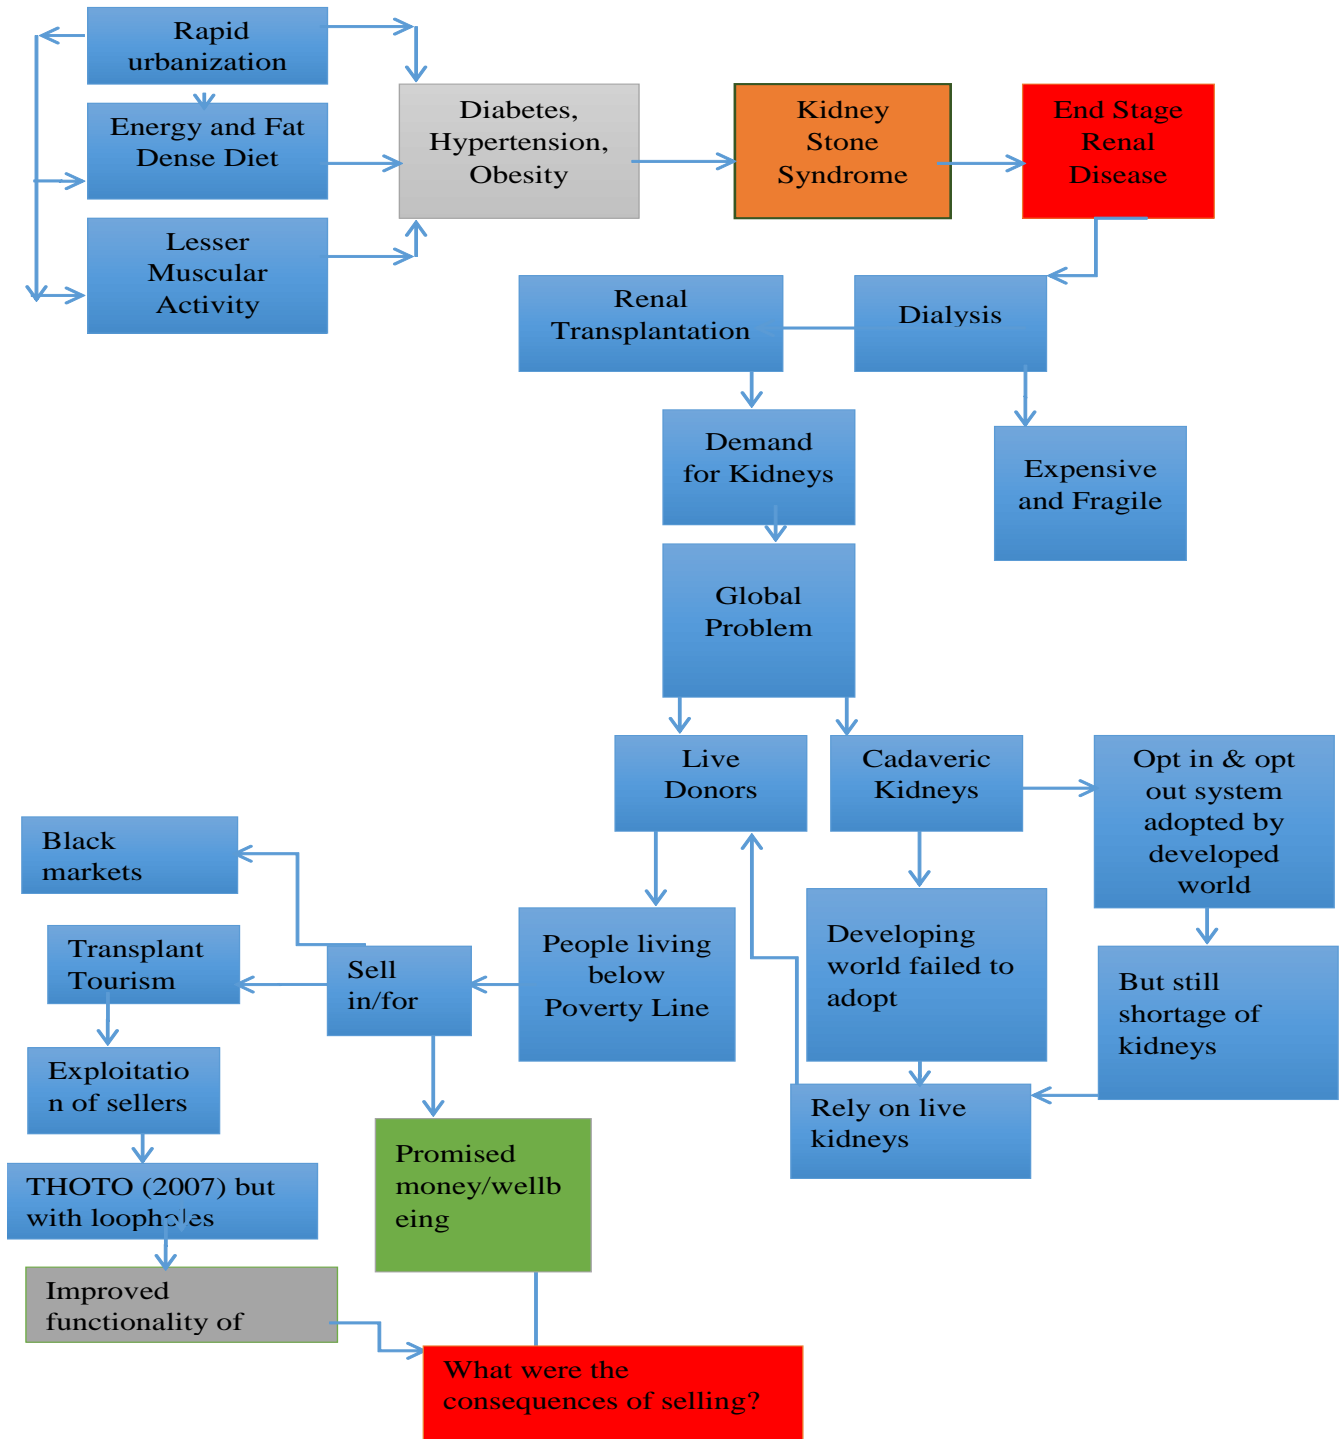 Rapid
urbanization
Energy and Fat
Dense Diet
Lesser
Muscular
Activity
Diabetes,
Hypertension,
Obesity
Kidney
Stone
Syndrome
End Stage
Renal
Disease
Renal
Transplantation
Dialysis
Demand
for Kidneys
Expensive
and Fragile
Global
Problem
Live
Donors
Cadaveric
Kidneys
Opt in & opt
out system
adopted by
developed
world
Black
markets
Transplant
Tourism
Sell
in/for
People living
below
Poverty Line
Developing
world failed to
adopt
But still
shortage of
kidneys
Exploitatio
n of sellers
Rely on live
kidneys
Promised
money/wellb
eing
THOTO (2007) but
with loopholes
Improved
functionality of
What were the
consequences of selling?